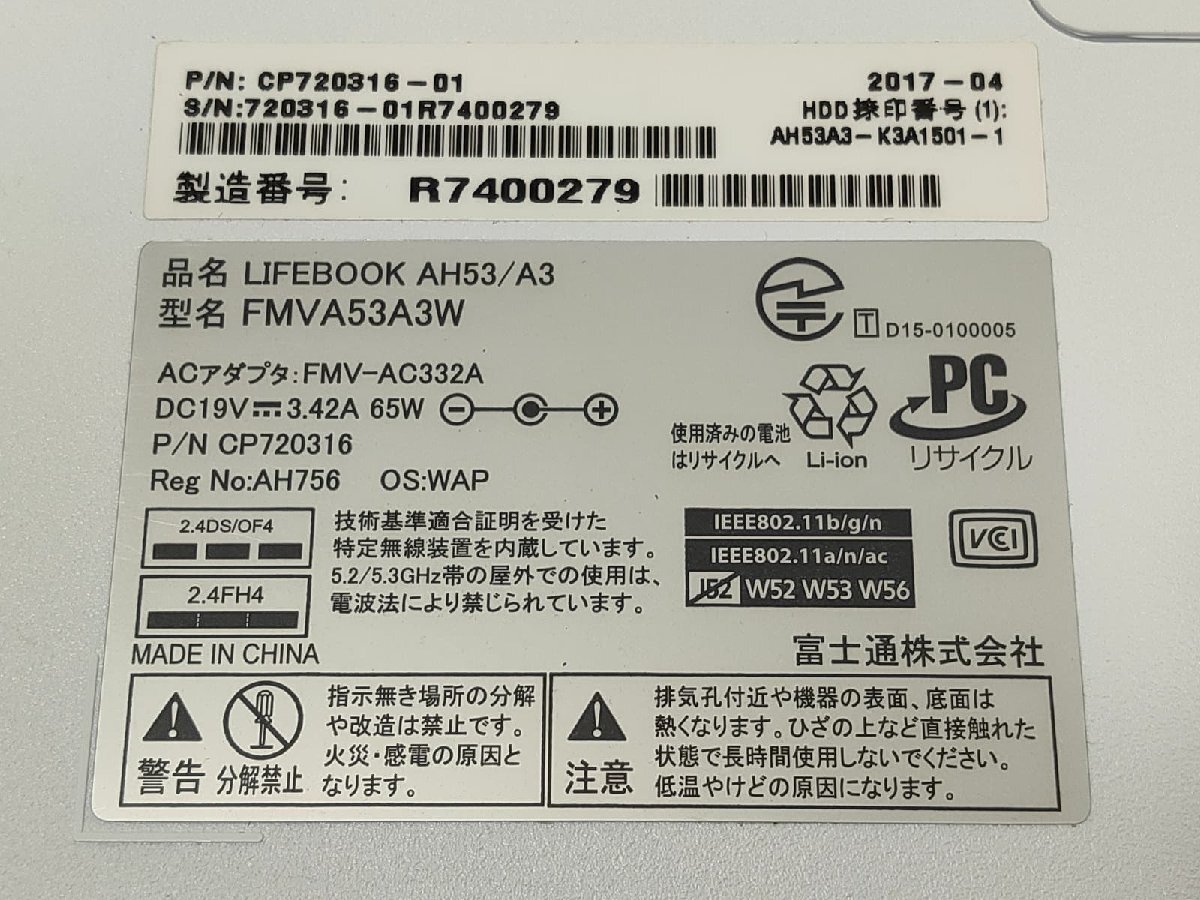 P/N: CP720316-01
2017-04
S/N:720316-01R7400279
HDD捺印番号(1):
AH53A3-K3A1501-1
製造番号: R7400279
品名 LIFEBOOK AH53/A3
型名 FMVA53A3W
T D15-0100005
ACアダプタ:FMV-AC332A
DC19V 3.42A 65W
P/N CP720316
Reg No:AH756 OS:WAP
使用済みの電池
はリサイクルへ
Li-ion
PC
リサイクル
2.4DS/OF4
2.4FH4
技術基準適合証明を受けた
特定無線装置を内蔵しています。
5.2/5.3GHz帯の屋外での使用は、
電波法により禁じられています。
IEEE802.11b/g/n
IEEE802.11a/n/ac
J52 W52 W53 W56
VCCI
MADE IN CHINA
富士通株式会社
警告
分解禁止
指示無き場所の分解
や改造は禁止です。
火災・感電の原因と
なります。
注意
排気孔付近や機器の表面、底面は
熱くなります。ひざの上など直接触れた
状態で長時間使用しないでください。
低温やけどの原因になります。